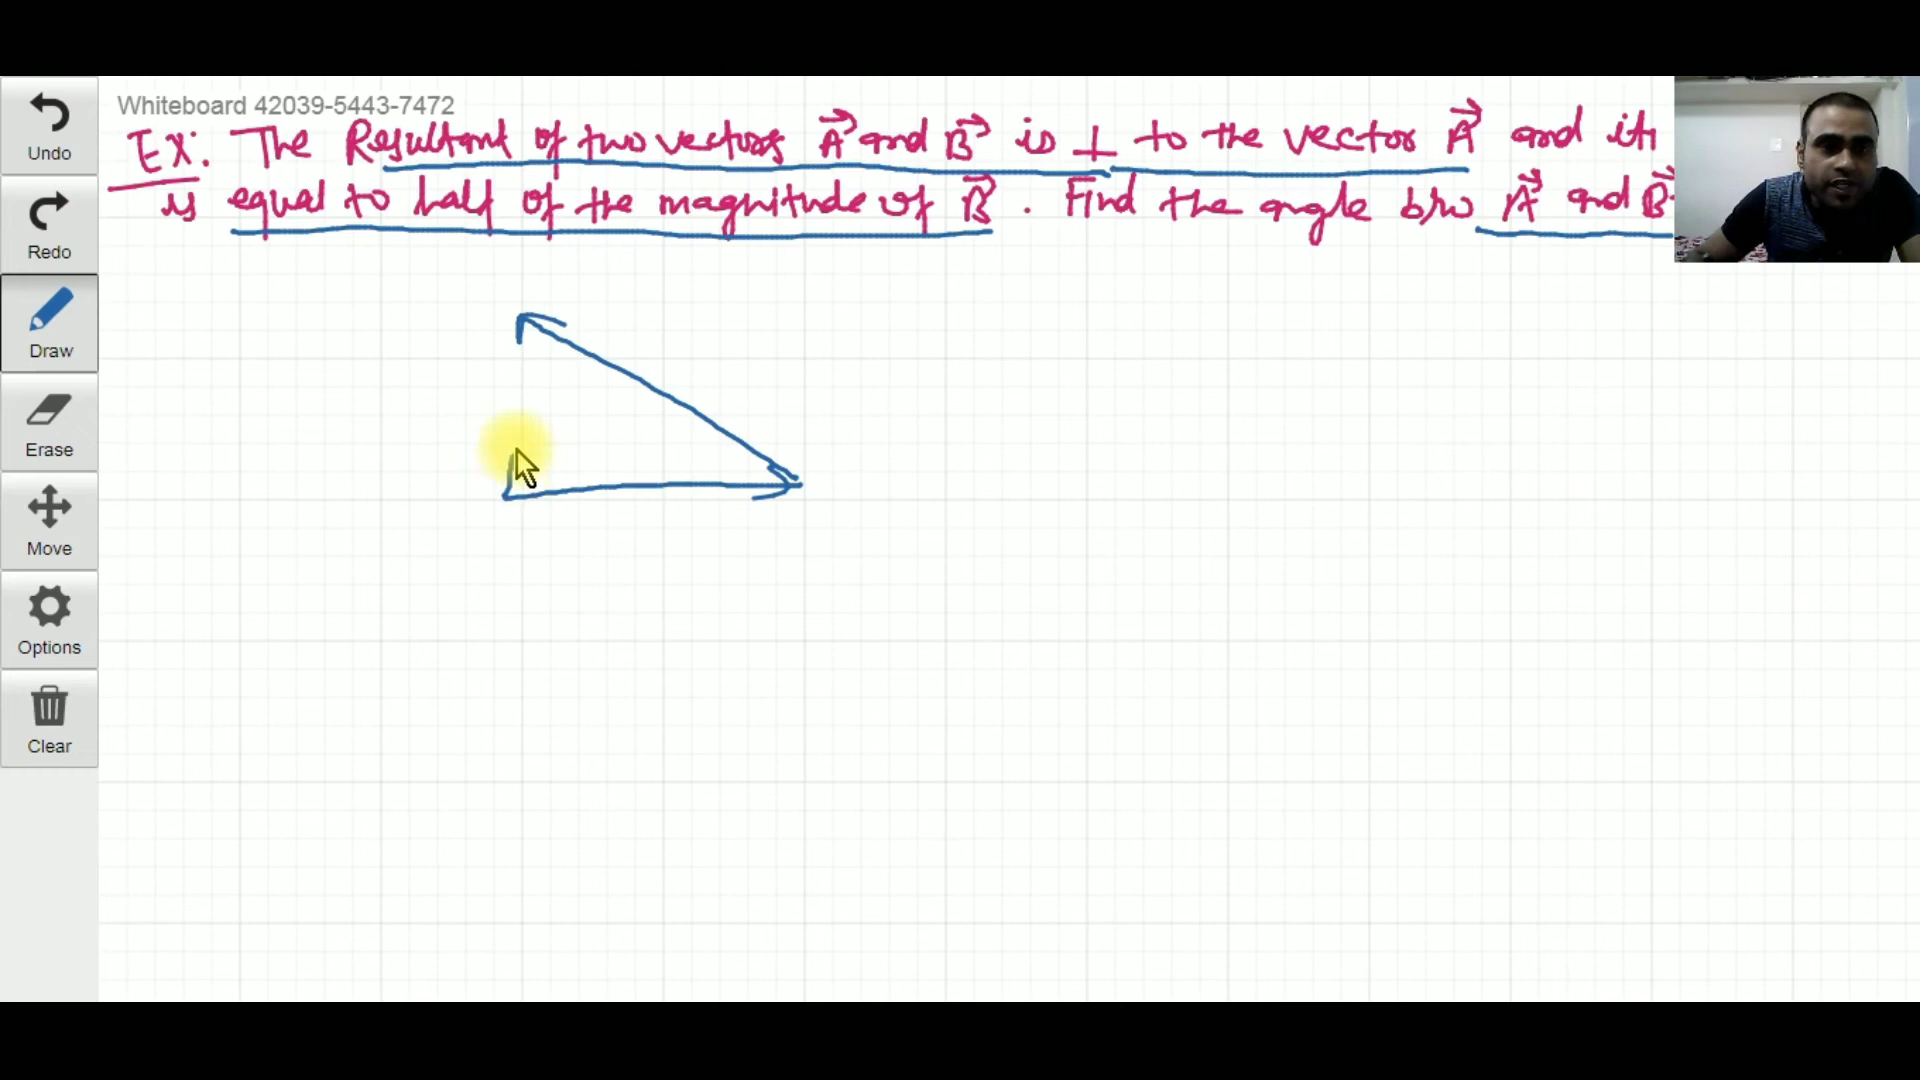 Whiteboard 42039-5443-7472
EX: The Resultant of two vectors A⃗ and B⃗ is ⊥ to the vector A⃗ and its
is equal to half of the magnitude of B⃗. Find the angle b/w A⃗ and B⃗
Undo
Redo
Draw
Erase
Move
Options
Clear